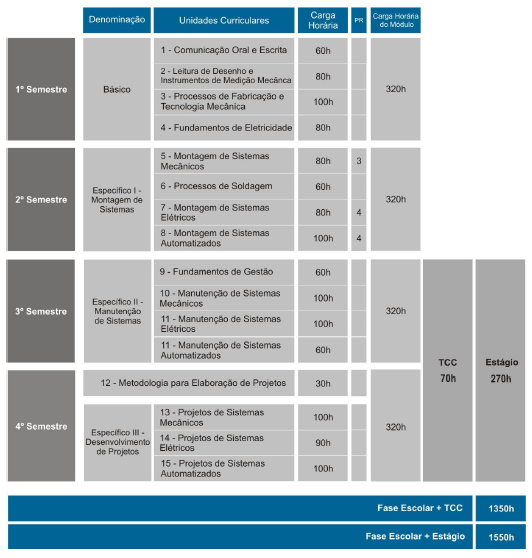 Denominação
Unidades Curriculares
Carga
Horária
PR
Carga Horária
do Módulo
1º Semestre
Básico
1 - Comunicação Oral e Escrita
60h
2 - Leitura de Desenho e
Instrumentos de Medição Mecânca
80h
3 - Processos de Fabricação e
Tecnologia Mecânica
100h
4 - Fundamentos de Eletricidade
80h
320h
2º Semestre
Específico I -
Montagem de
Sistemas
5 - Montagem de Sistemas
Mecânicos
80h
3
6 - Processos de Soldagem
60h
7 - Montagem de Sistemas
Elétricos
80h
4
8 - Montagem de Sistemas
Automatizados
100h
4
320h
3º Semestre
Específico II -
Manutenção
de Sistemas
9 - Fundamentos de Gestão
60h
10 - Manutenção de Sistemas
Mecânicos
100h
11 - Manutenção de Sistemas
Elétricos
100h
11 - Manutenção de Sistemas
Automatizados
60h
320h
TCC
70h
Estágio
270h
4º Semestre
12 - Metodologia para Elaboração de Projetos
30h
Específico III -
Desenvolvimento
de Projetos
13 - Projetos de Sistemas
Mecânicos
100h
14 - Projetos de Sistemas
Elétricos
90h
15 - Projetos de Sistemas
Automatizados
100h
320h
Fase Escolar + TCC
1350h
Fase Escolar + Estágio
1550h